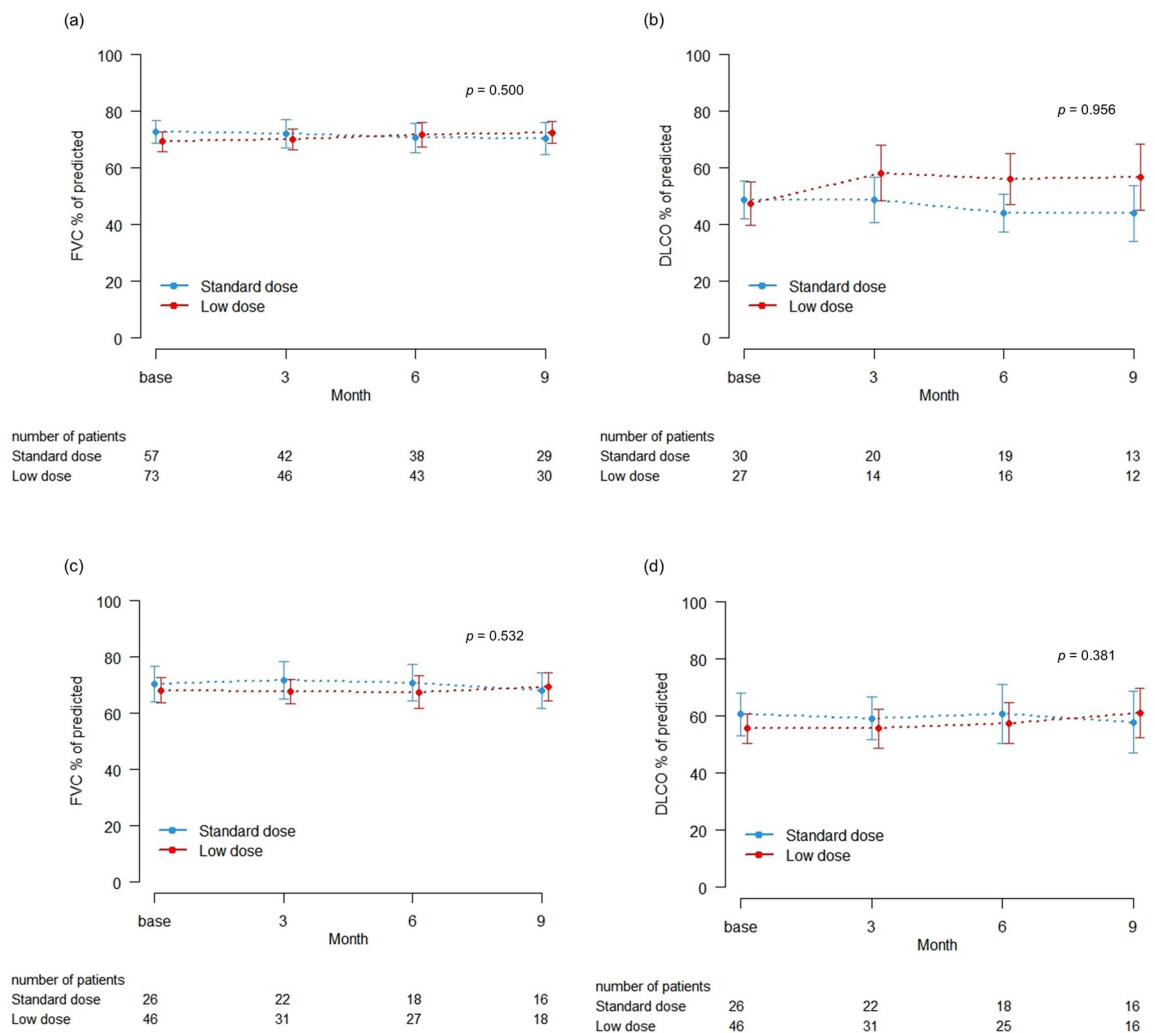 (a)
100
80
60
40
20
0
FVC % of predicted
p = 0.500
Standard dose
Low dose
base 3 6 9
Month
number of patients
Standard dose 57 42 38 29
Low dose 73 46 43 30
(b)
100
80
60
40
20
0
DLCO % of predicted
p = 0.956
Standard dose
Low dose
base 3 6 9
Month
number of patients
Standard dose 30 20 19 13
Low dose 27 14 16 12
(c)
100
80
60
40
20
0
FVC % of predicted
p = 0.532
Standard dose
Low dose
base 3 6 9
Month
number of patients
Standard dose 26 22 18 16
Low dose 46 31 27 18
(d)
100
80
60
40
20
0
DLCO % of predicted
p = 0.381
Standard dose
Low dose
base 3 6 9
Month
number of patients
Standard dose 26 22 18 16
Low dose 46 31 25 16